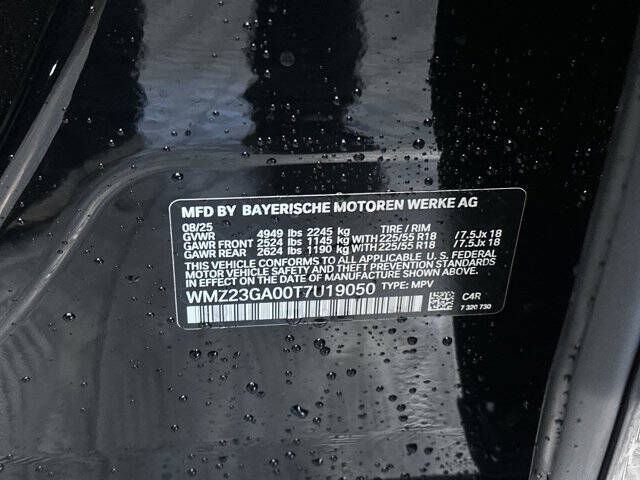 MFD BY BAYERISCHE MOTOREN WERKE AG
08/25
GVWR 4949 lbs 2245 kg TIRE / RIM
GAWR FRONT 2524 lbs 1145 kg WITH 225/55 R18 /7.5Jx 18
GAWR REAR 2624 lbs 1190 kg WITH 225/55 R18 /7.5Jx 18
THIS VEHICLE CONFORMS TO ALL APPLICABLE U. S. FEDERAL
MOTOR VEHICLE SAFETY AND THEFT PREVENTION STANDARDS
IN EFFECT ON THE DATE OF MANUFACTURE SHOWN ABOVE.
WMZ23GA00T7U19050 TYPE: MPV
C4R
7 320 730